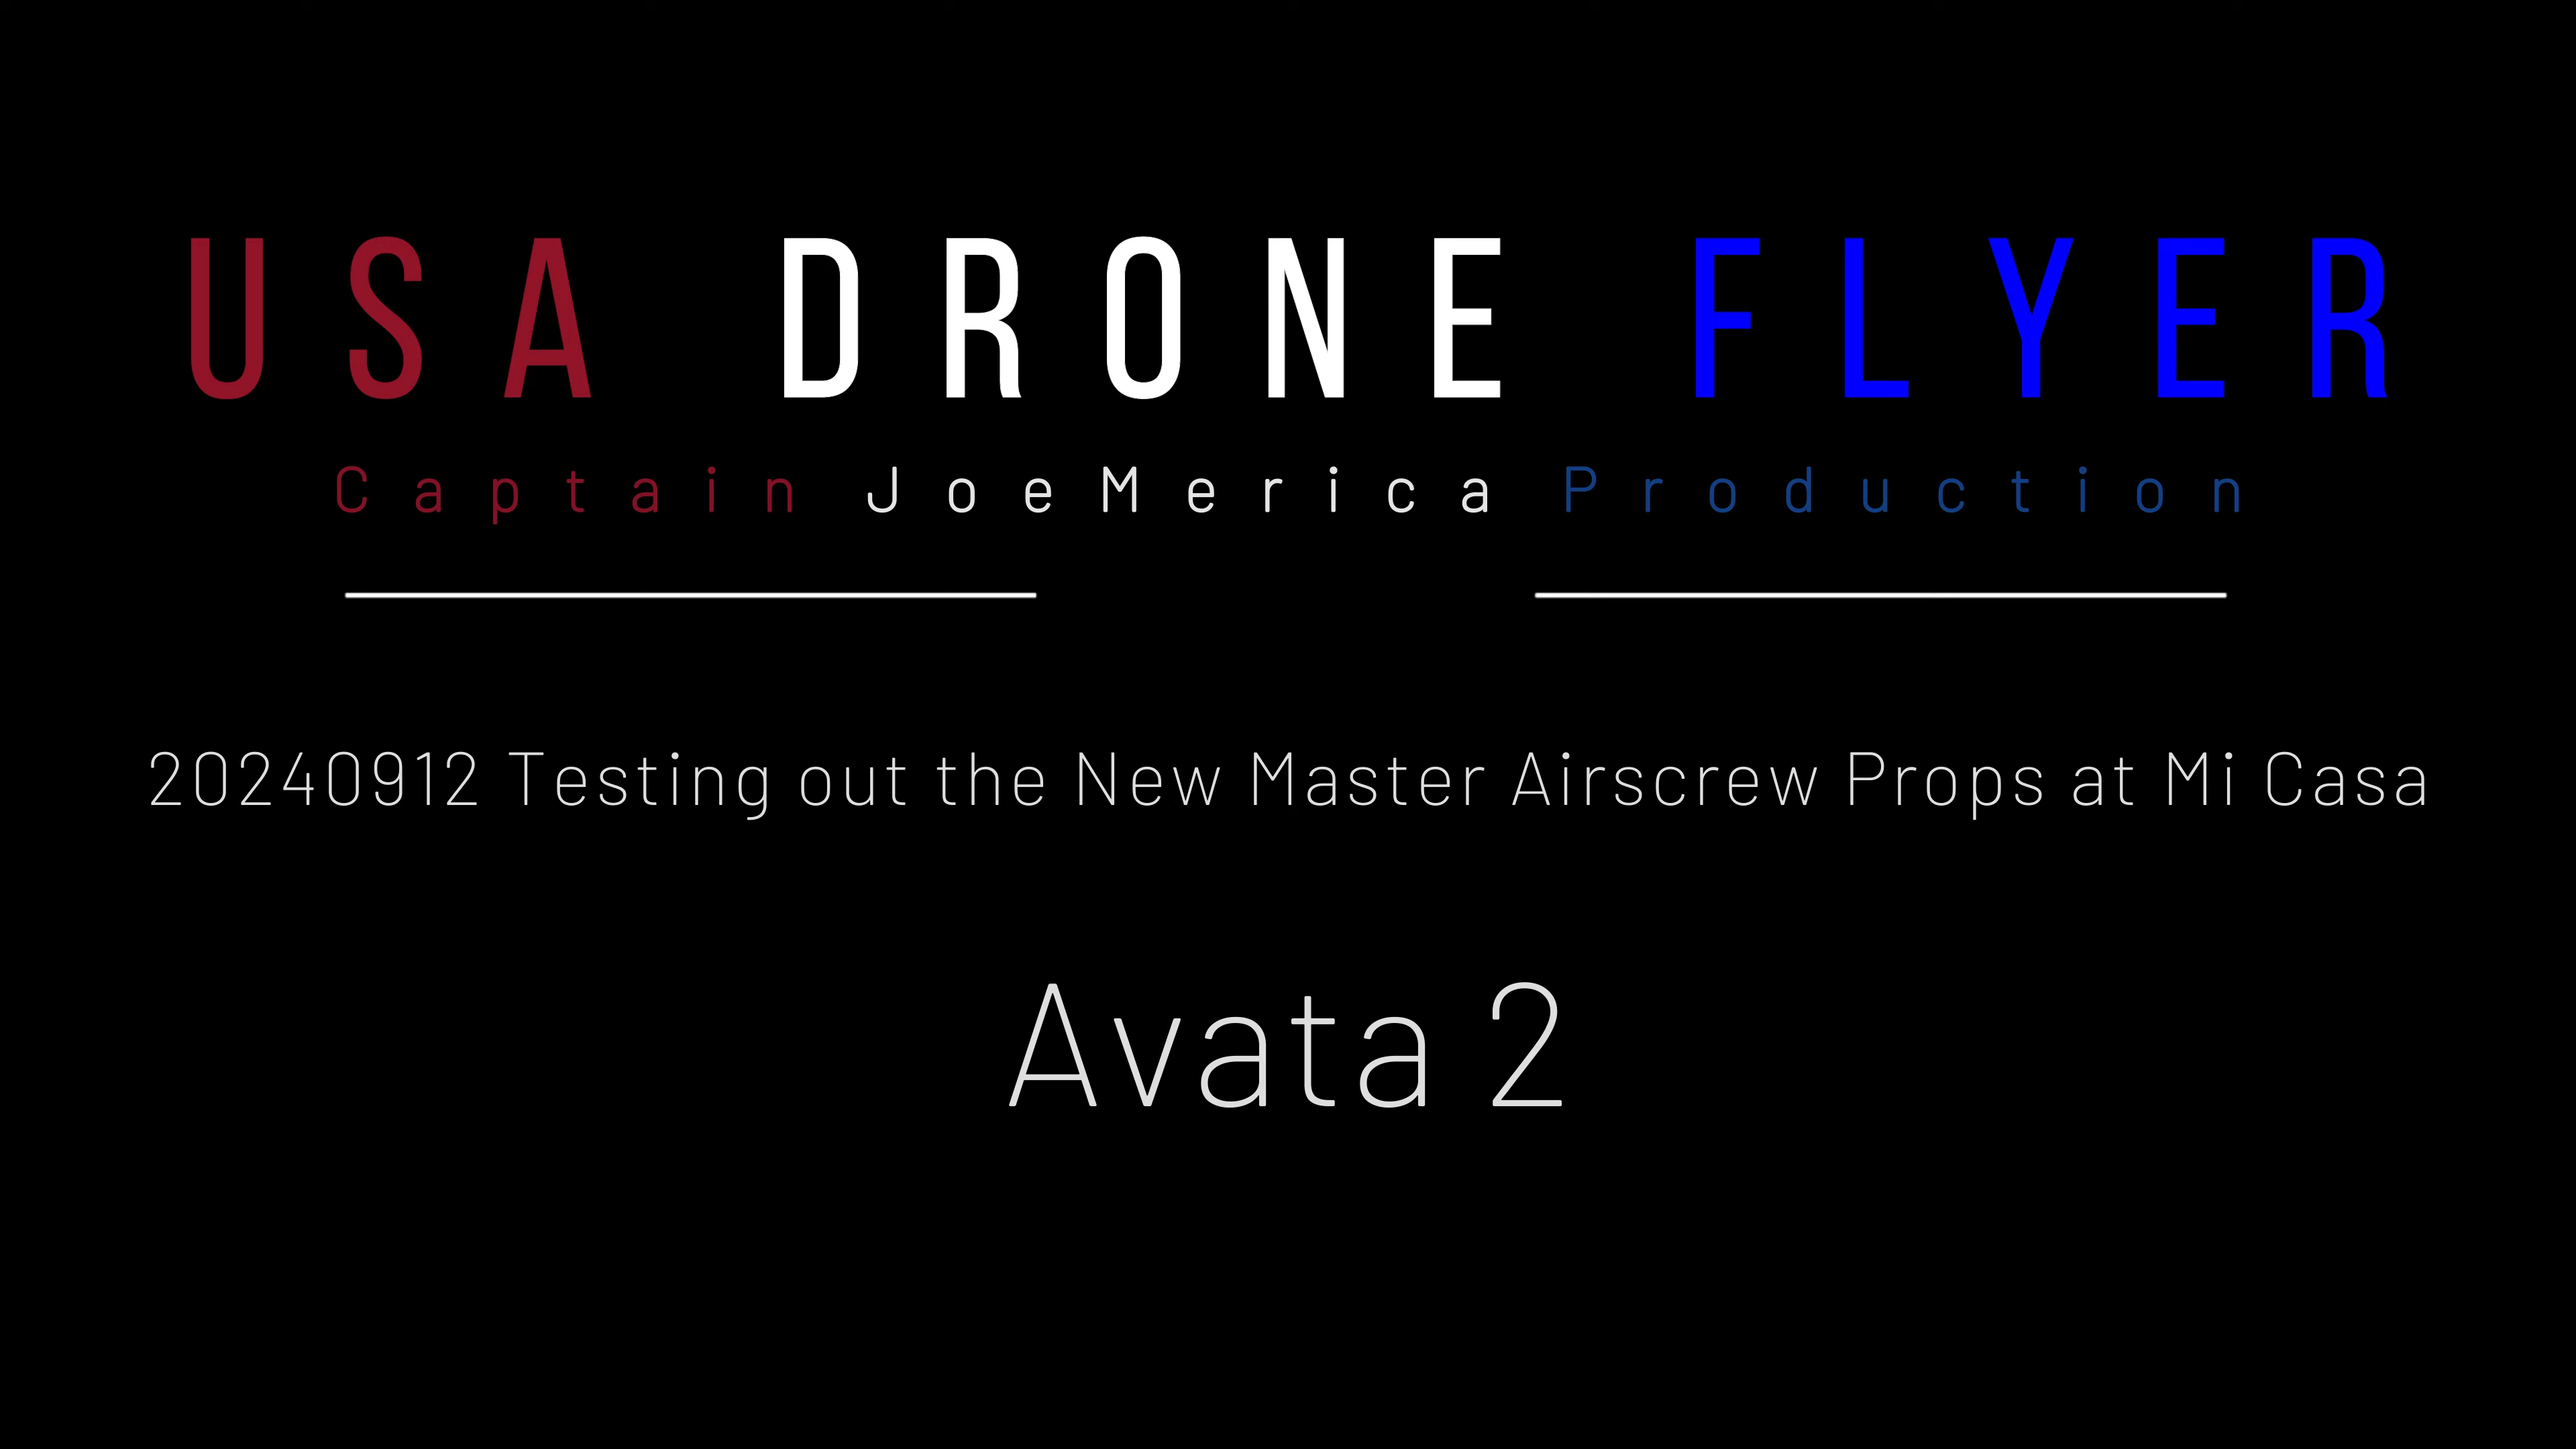 USA DRONE FLYER
Captain JoeMerica Production
20240912 Testing out the New Master Airscrew Props at Mi Casa
Avata 2